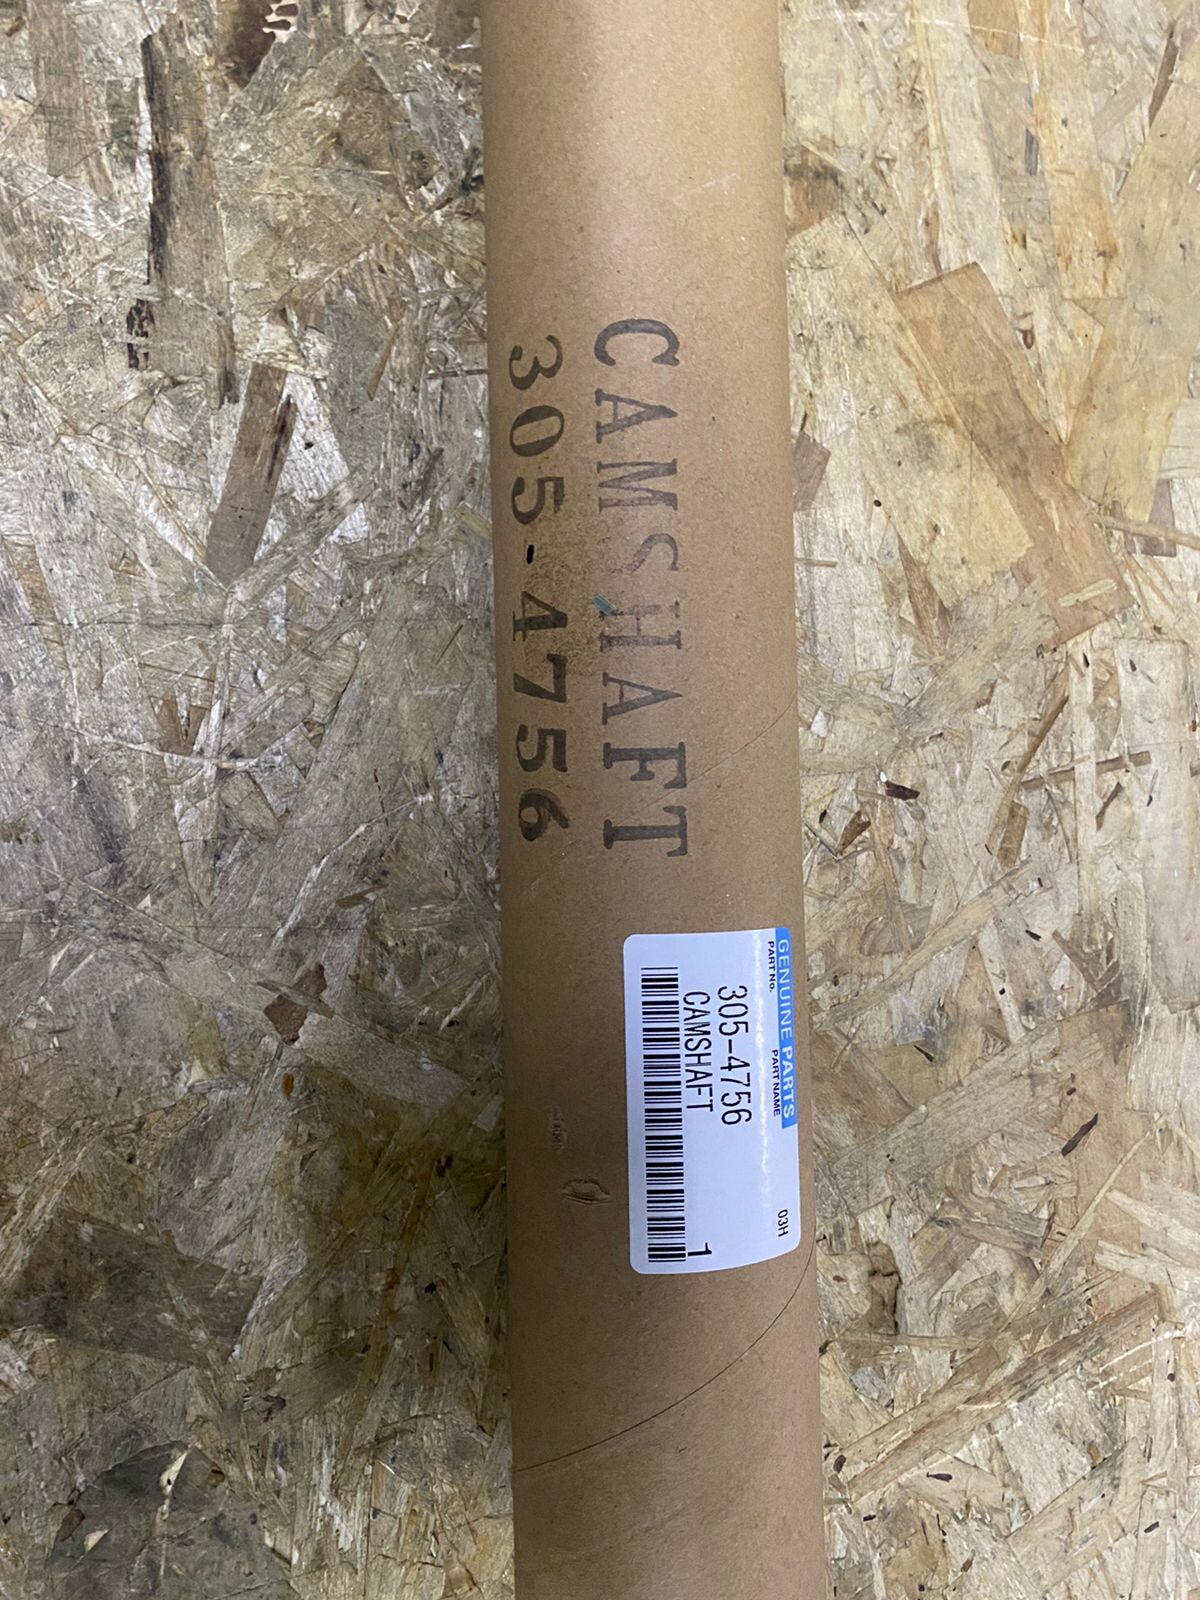 CAMSHAFT
305-4756
GENUINE PARTS
PART No. PART NAME
305-4756
CAMSHAFT
03H
1